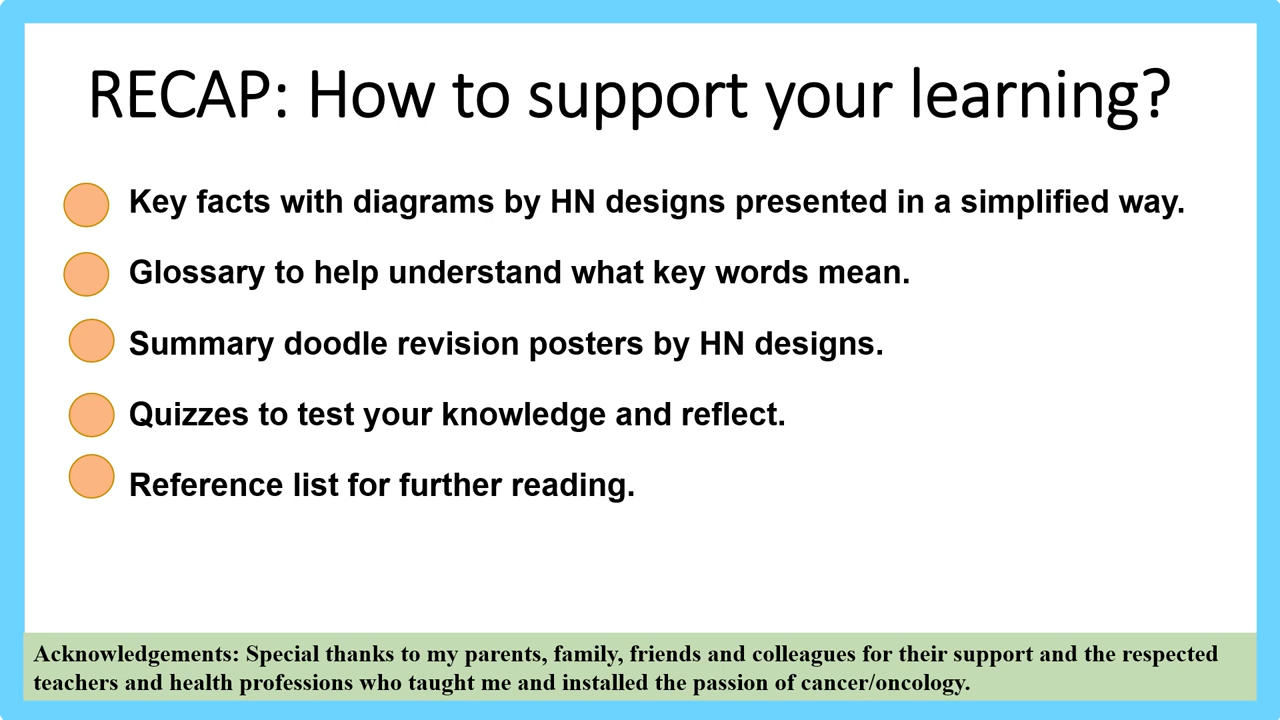 RECAP: How to support your learning?
Key facts with diagrams by HN designs presented in a simplified way.
Glossary to help understand what key words mean.
Summary doodle revision posters by HN designs.
Quizzes to test your knowledge and reflect.
Reference list for further reading.
Acknowledgements: Special thanks to my parents, family, friends and colleagues for their support and the respected
teachers and health professions who taught me and installed the passion of cancer/oncology.